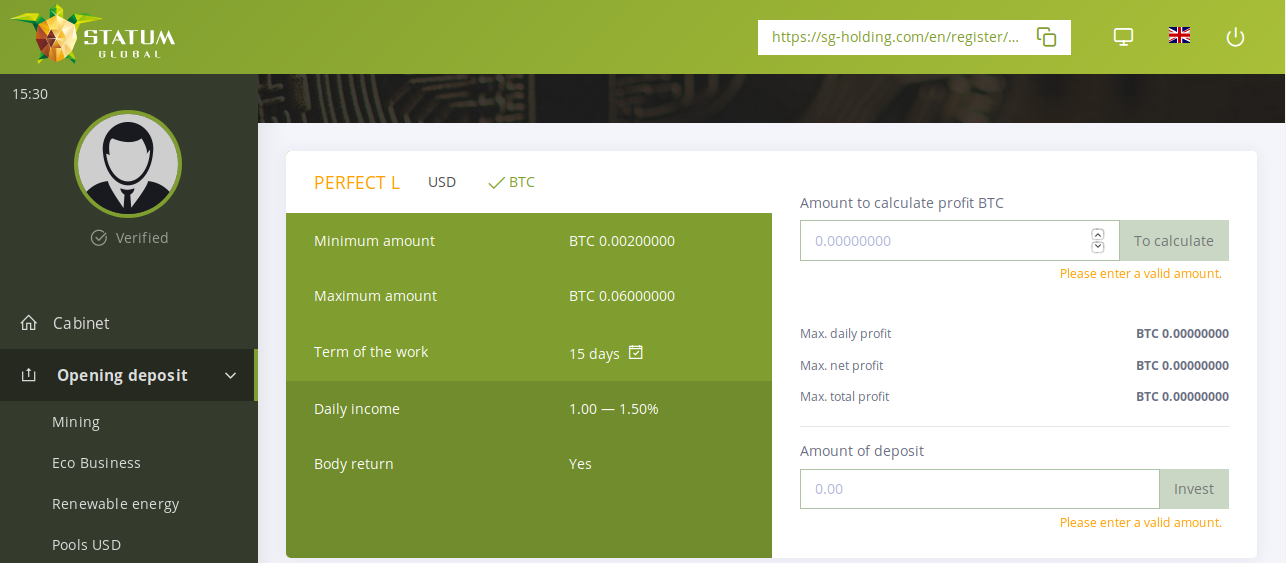 STATUM
GLOBAL
https://sg-holding.com/en/register/...
15:30
Verified
Cabinet
Opening deposit
Mining
Eco Business
Renewable energy
Pools USD
PERFECT L USD BTC
Minimum amount BTC 0.00200000
Maximum amount BTC 0.06000000
Term of the work 15 days
Daily income 1.00 — 1.50%
Body return Yes
Amount to calculate profit BTC
0.00000000 To calculate
Please enter a valid amount.
Max. daily profit BTC 0.00000000
Max. net profit BTC 0.00000000
Max. total profit BTC 0.00000000
Amount of deposit
0.00 Invest
Please enter a valid amount.